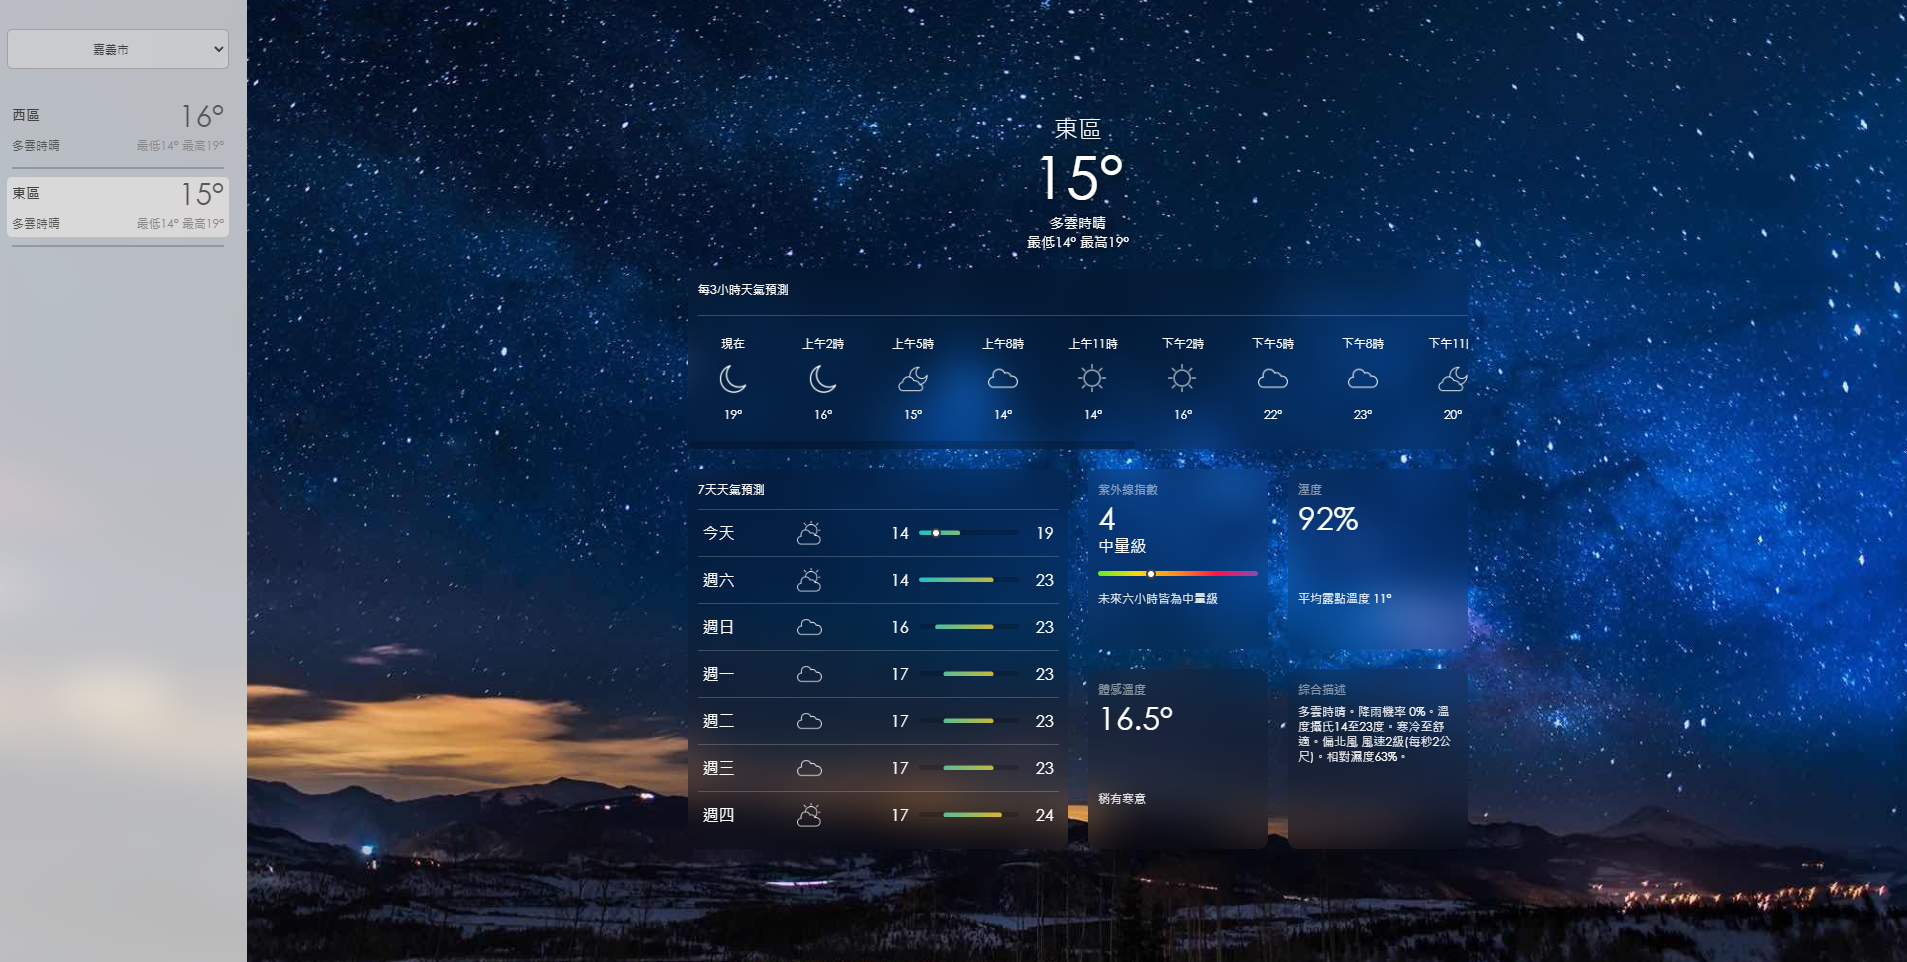 嘉義市
西區
16°
多雲時晴
最低14° 最高19°
東區
15°
多雲時晴
最低14° 最高19°
東區
15°
多雲時晴
最低14° 最高19°
每3小時天氣預測
現在 上午2時 上午5時 上午8時 上午11時 下午2時 下午5時 下午8時 下午11
19° 16° 15° 14° 14° 16° 22° 23° 20°
7天天氣預測
今天 14 19
週六 14 23
週日 16 23
週一 17 23
週二 17 23
週三 17 23
週四 17 24
紫外線指數
4
中量級
未來六小時皆為中量級
溼度
92%
平均露點溫度 11°
體感溫度
16.5°
稍有寒意
綜合描述
多雲時晴。降雨機率 0%。溫
度攝氏14至23度。寒冷至舒
適。偏北風 風速2級(每秒2公
尺)。相對濕度63%。